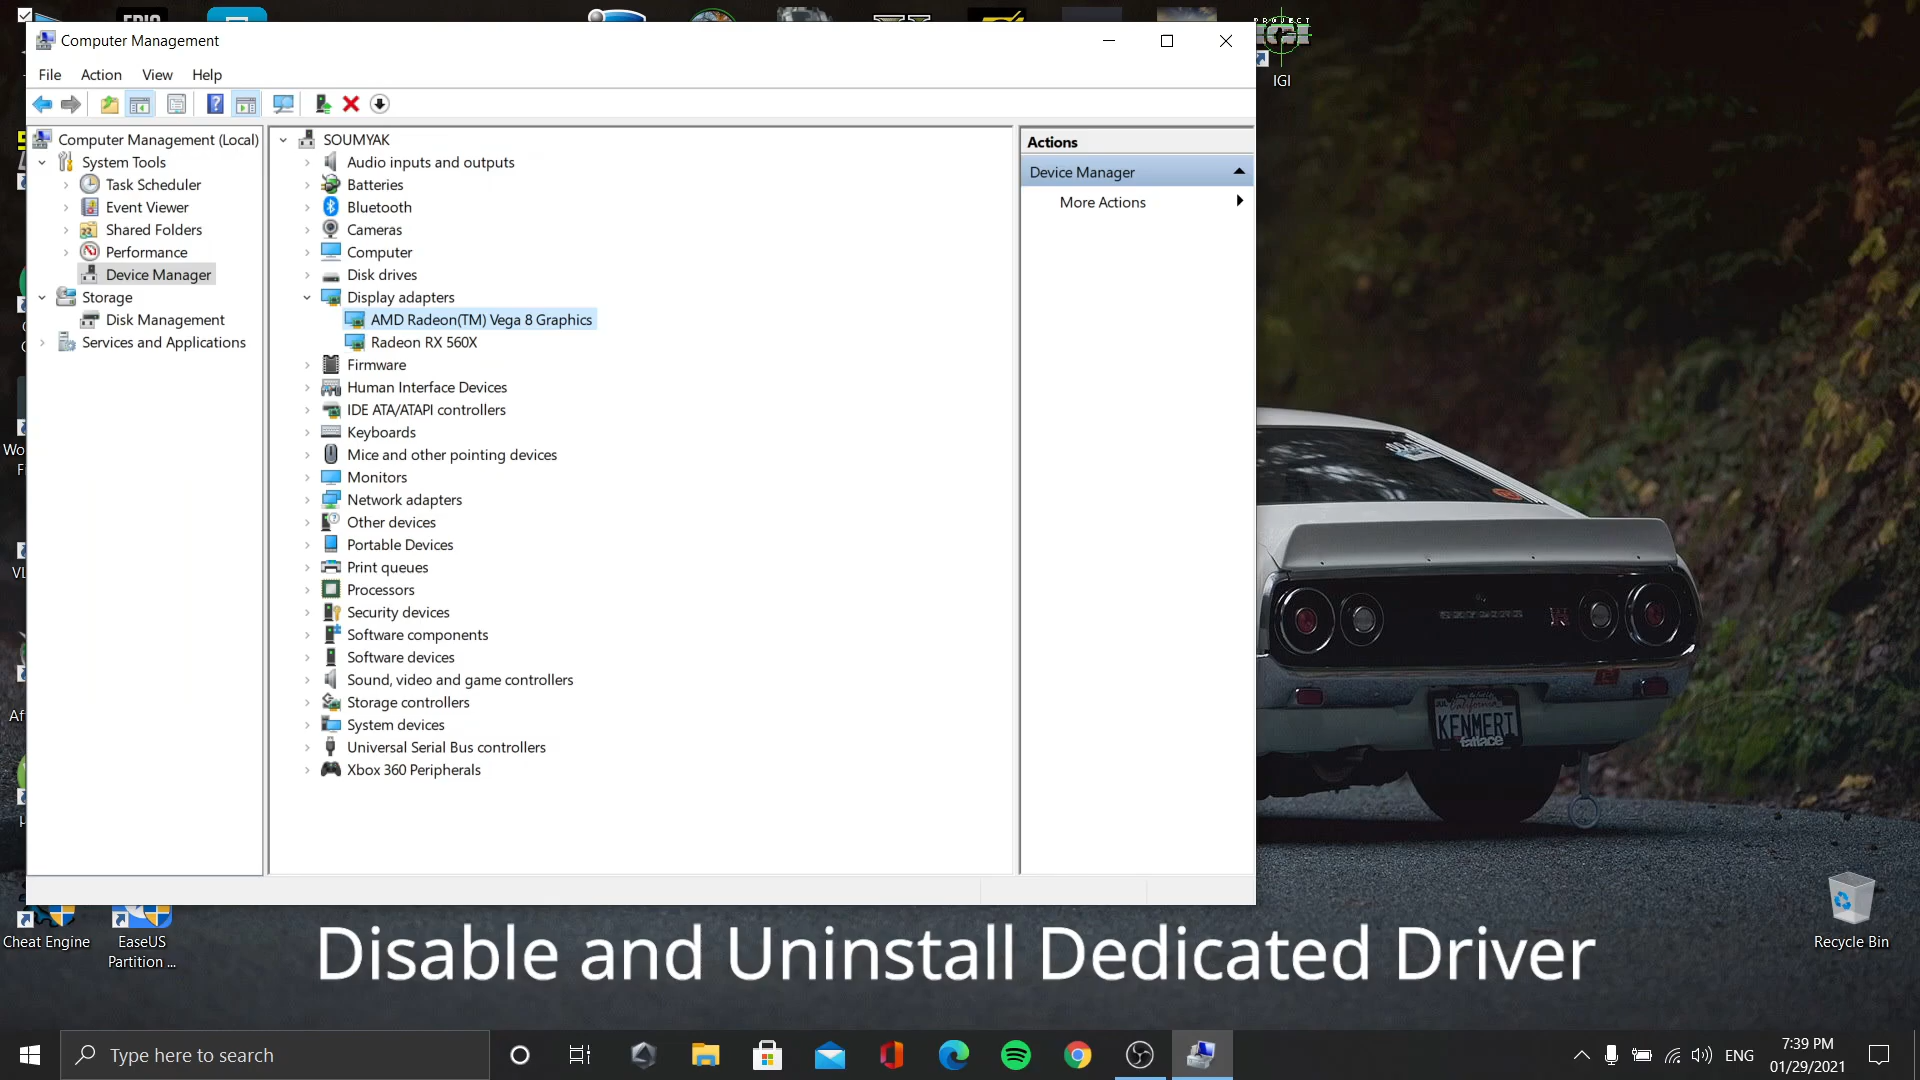 Computer Management
File Action View Help
Computer Management (Local)
System Tools
Task Scheduler
Event Viewer
Shared Folders
Performance
Device Manager
Storage
Disk Management
Services and Applications
SOUMYAK
Audio inputs and outputs
Batteries
Bluetooth
Cameras
Computer
Disk drives
Display adapters
AMD Radeon(TM) Vega 8 Graphics
Radeon RX 560X
Firmware
Human Interface Devices
IDE ATA/ATAPI controllers
Keyboards
Mice and other pointing devices
Monitors
Network adapters
Other devices
Portable Devices
Print queues
Processors
Security devices
Software components
Software devices
Sound, video and game controllers
Storage controllers
System devices
Universal Serial Bus controllers
Xbox 360 Peripherals
Actions
Device Manager
More Actions
PROJECT
IGI
IGI
California
KENMERI
fatlace
Recycle Bin
Cheat Engine
EaseUS
Partition ...
Disable and Uninstall Dedicated Driver
Type here to search
ENG
7:39 PM
01/29/2021